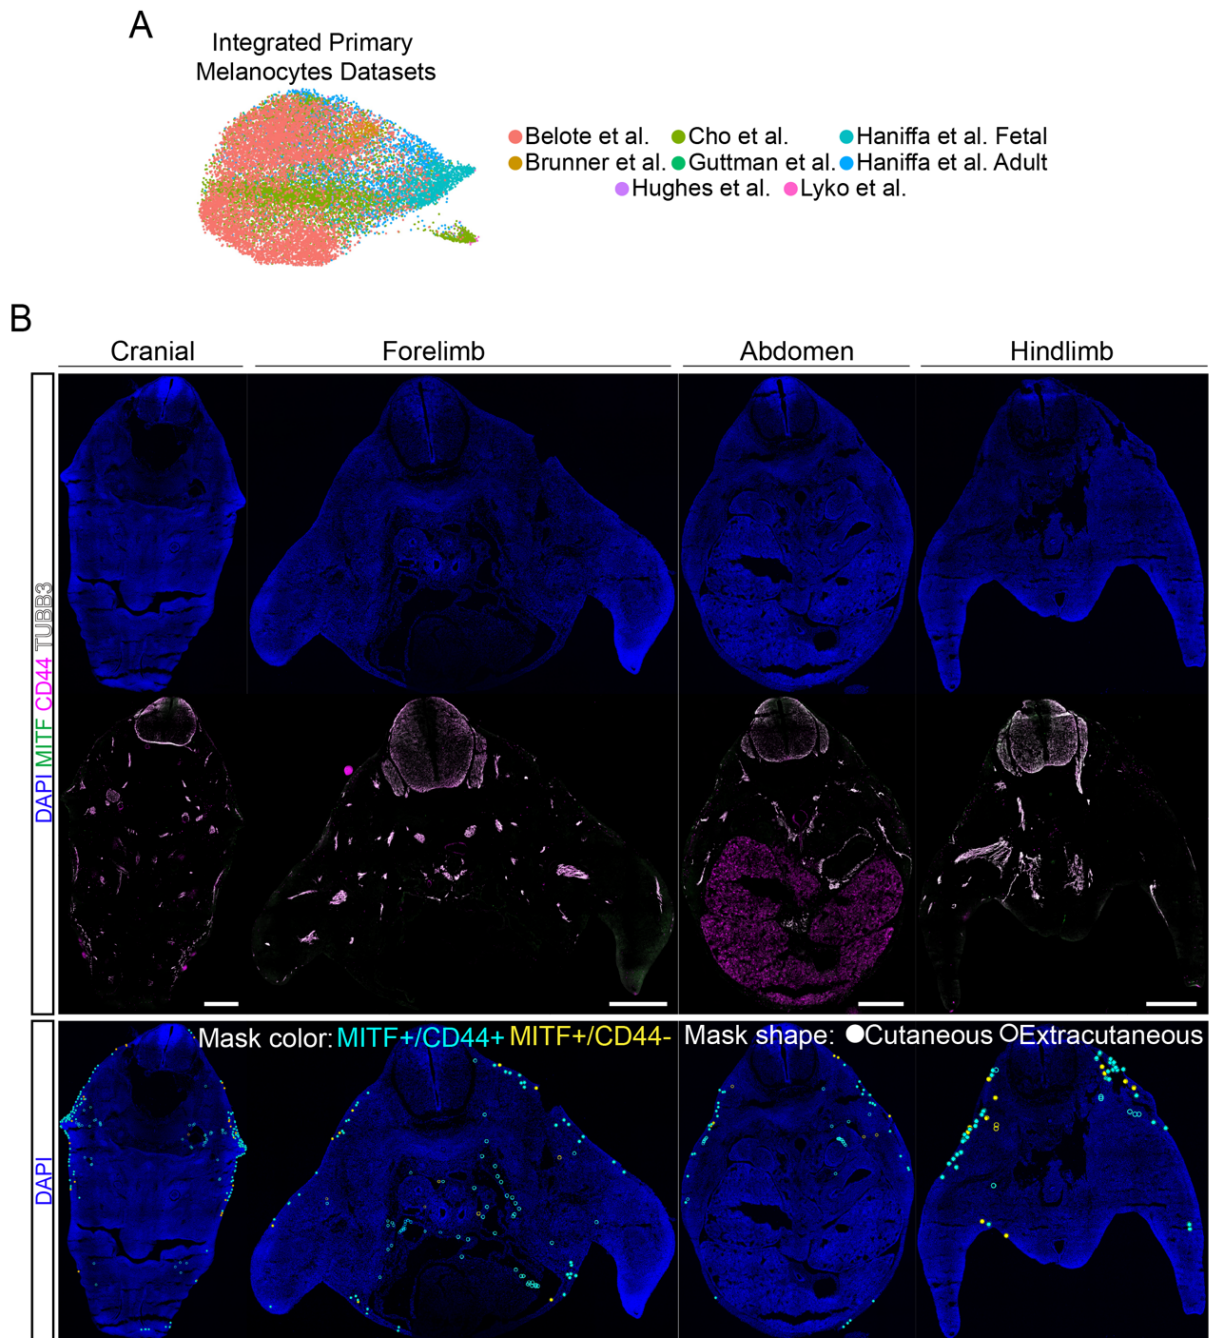 A
Integrated Primary
Melanocytes Datasets
Belote et al. Cho et al. Haniffa et al. Fetal
Brunner et al. Guttman et al. Haniffa et al. Adult
Hughes et al. Lyko et al.
B
Cranial Forelimb Abdomen Hindlimb
DAPI MITF CD44 TUBB3
Mask color: MITF+/CD44+ MITF+/CD44- Mask shape: Cutaneous Extracutaneous
DAPI